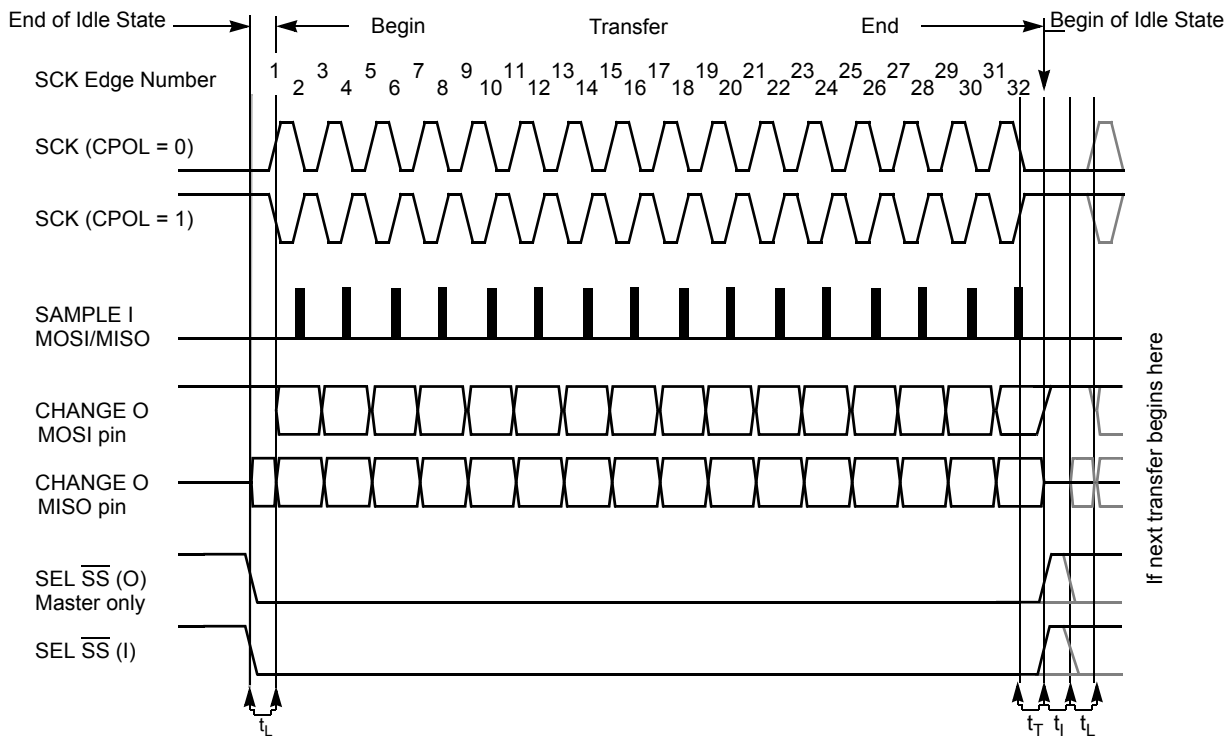 End of Idle State
Begin
Transfer
End
Begin of Idle State
SCK Edge Number
1 3 5 7 9 11 13 15 17 19 21 23 25 27 29 31
2 4 6 8 10 12 14 16 18 20 22 24 26 28 30 32
SCK (CPOL = 0)
SCK (CPOL = 1)
SAMPLE I
MOSI/MISO
CHANGE O
MOSI pin
CHANGE O
MISO pin
SEL SS (O)
Master only
SEL SS (I)
tL
tT tI tL
If next transfer begins here